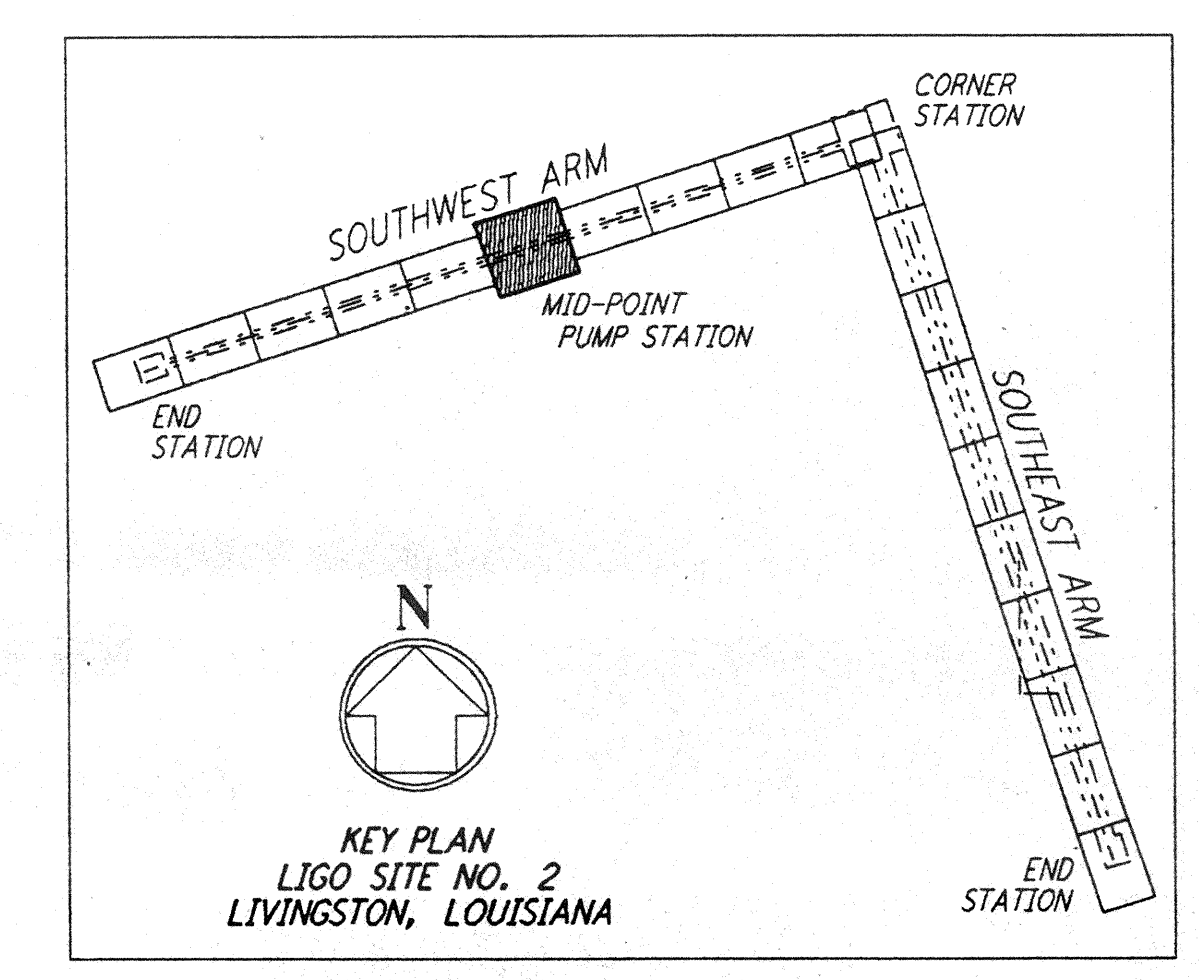 CORNER
STATION
SOUTHWEST ARM
MID-POINT
PUMP STATION
END
STATION
SOUTHEAST ARM
N
KEY PLAN
LIGO SITE NO. 2
LIVINGSTON, LOUISIANA
END
STATION